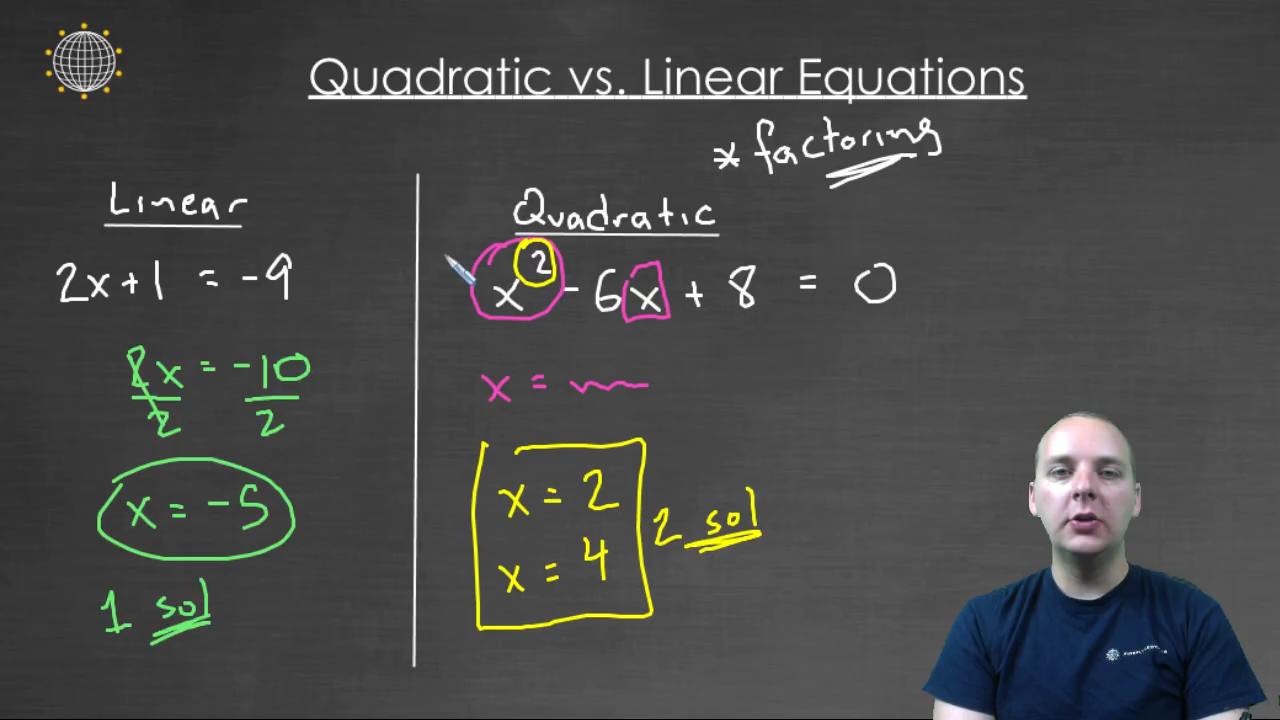 Quadratic vs. Linear Equations
* factoring
Linear
2x+1 = -9
2x = -10
2 2
x = -5
1 sol
Quadratic
x² - 6x + 8 = 0
x =
x = 2
x = 4
2 sol